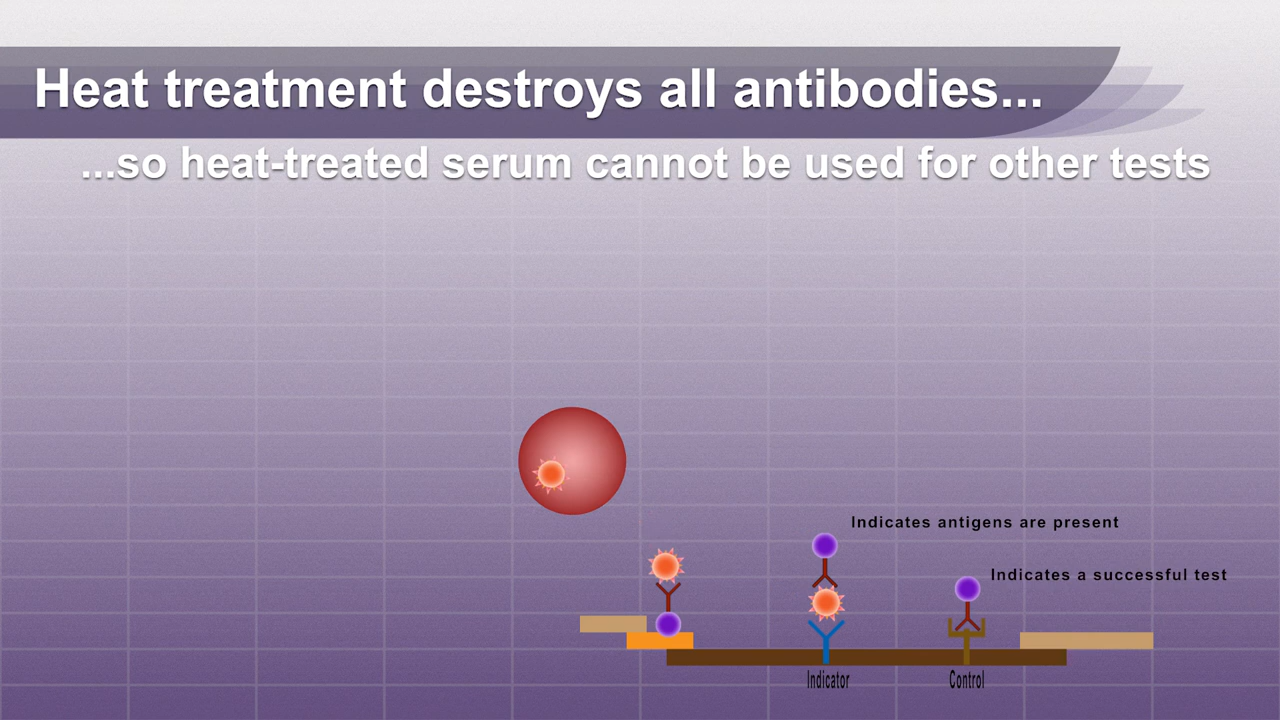 Heat treatment destroys all antibodies...
...so heat-treated serum cannot be used for other tests
Indicates antigens are present
Indicates a successful test
Indicator
Control